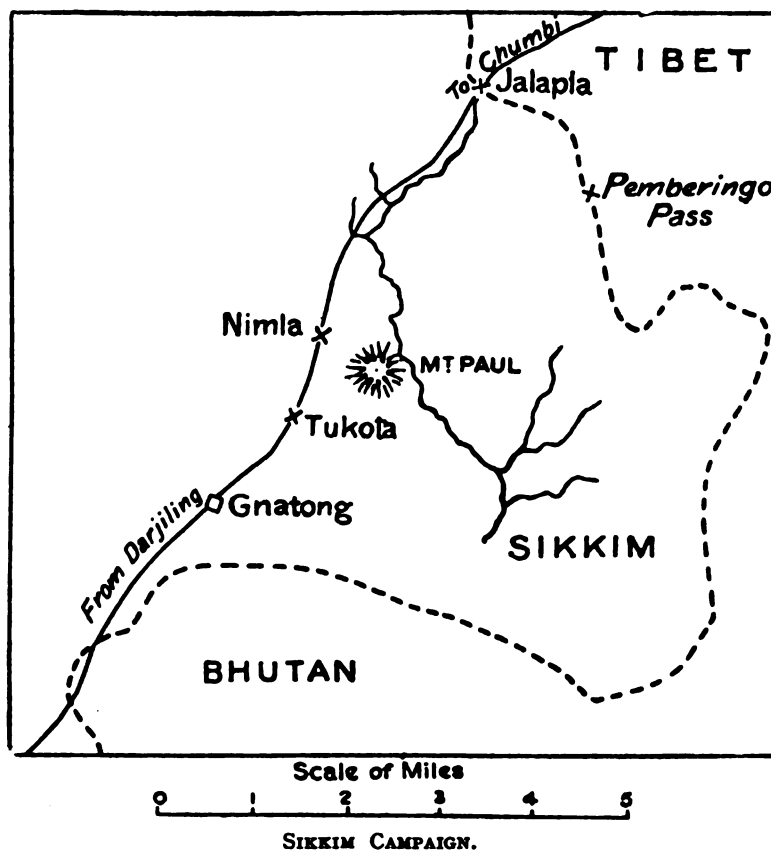 To Chumbi
TIBET
Jalapla
Pemberingo
Pass
Nimla
MT PAUL
Tukota
Gnatong
From Darjiling
SIKKIM
BHUTAN
Scale of Miles
0 1 2 3 4 5
SIKKIM CAMPAIGN.